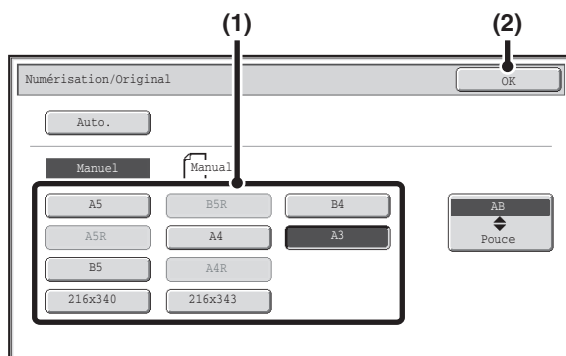 (1) (2)
Numérisation/Original OK
Auto.
Manuel Manual
A5 B5R B4 AB
A5R A4 A3 Pouce
B5 A4R
216x340 216x343